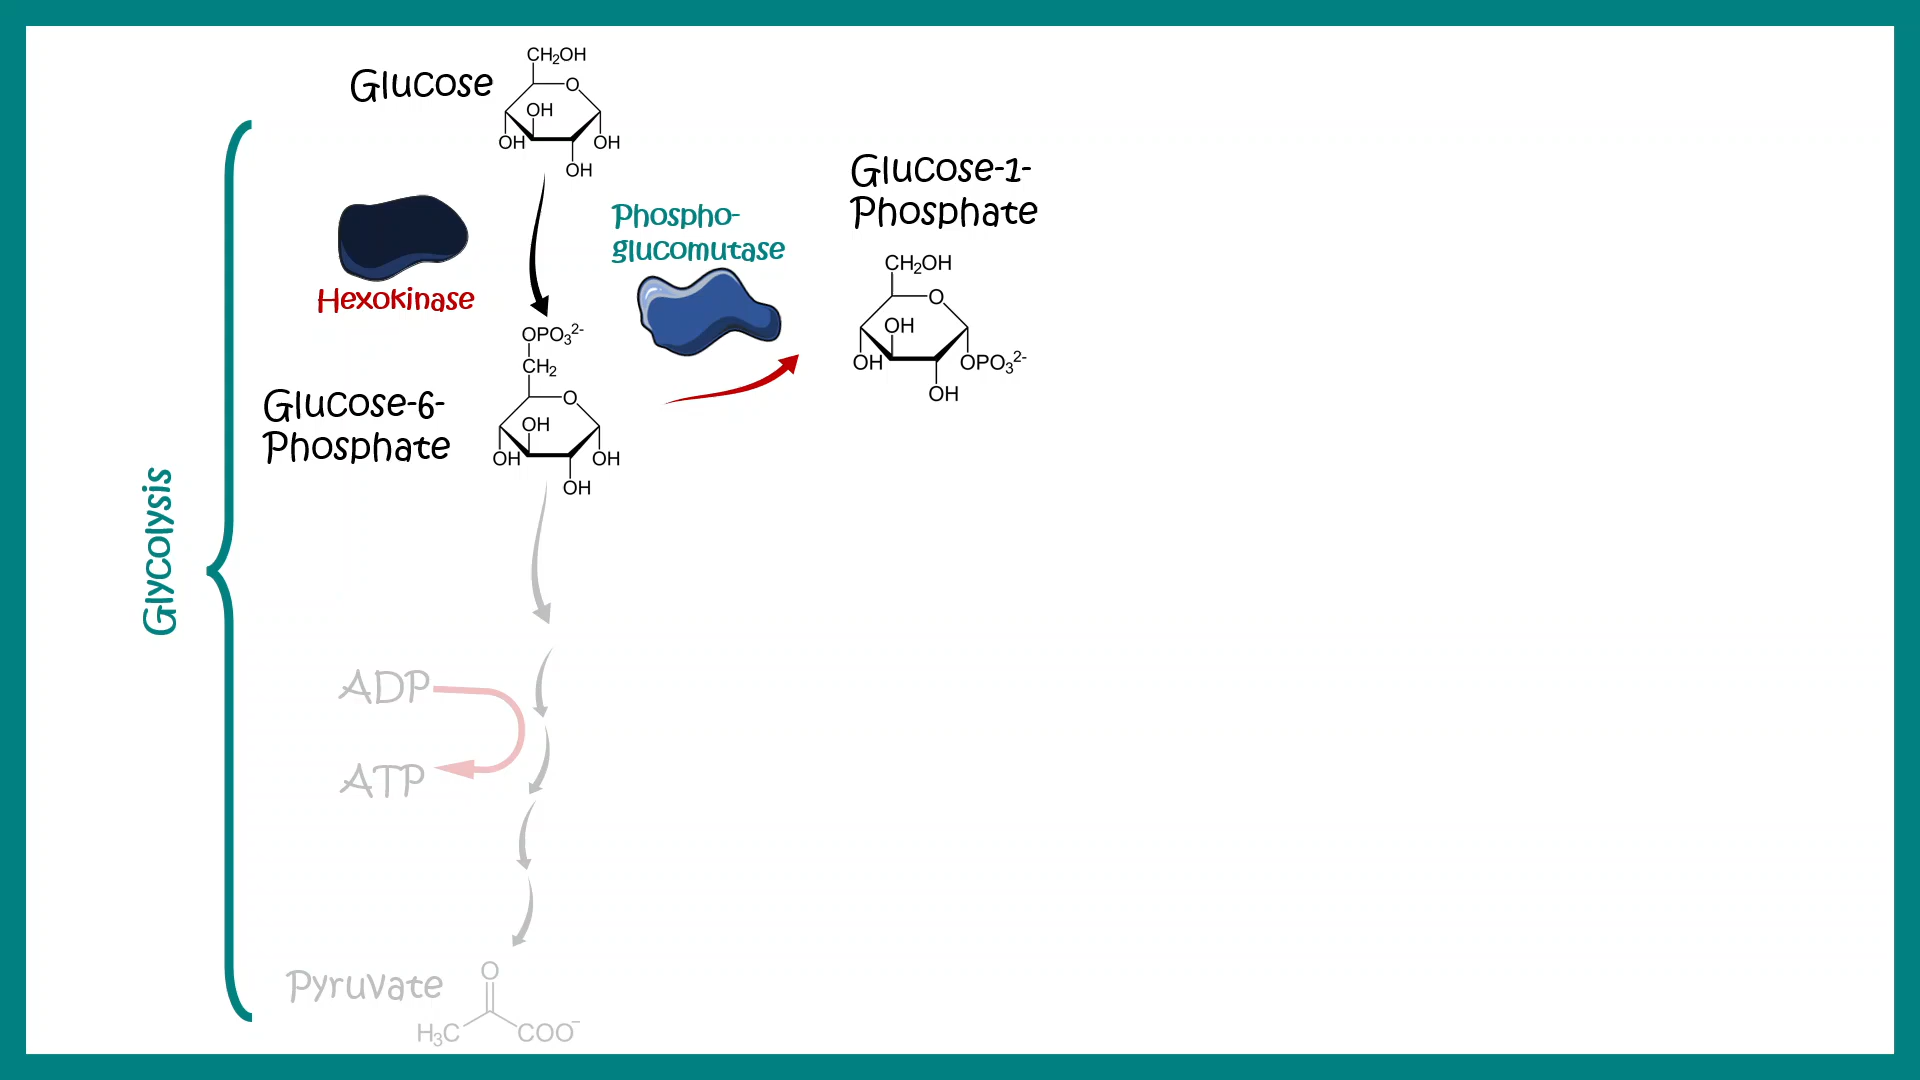 Glucose
CH₂OH
O
OH
OH
OH
OH
Hexokinase
Phospho-
glucomutase
Glucose-1-
Phosphate
CH₂OH
O
OH
OH
OPO₃²⁻
OH
Glucose-6-
Phosphate
OPO₃²⁻
CH₂
O
OH
OH
OH
OH
Glycolysis
ADP
ATP
Pyruvate
O
H₃C
COO⁻